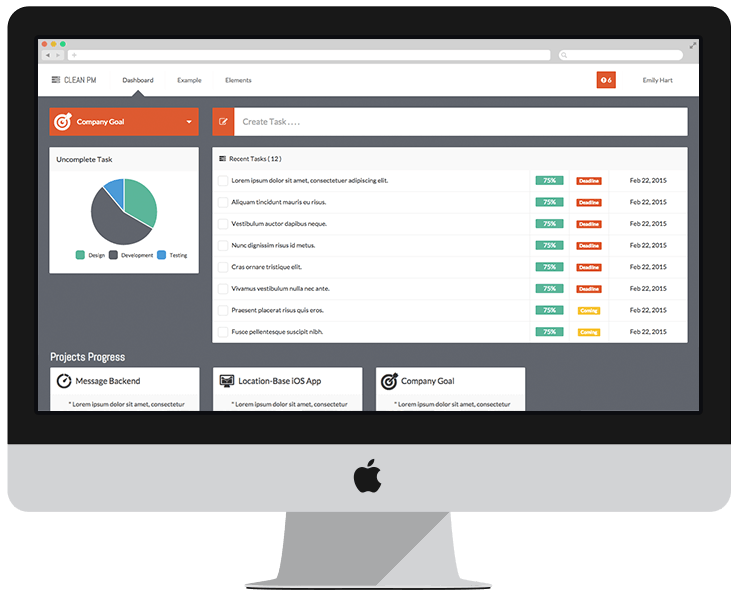 CLEAN PM Dashboard Example Elements 6 Emily Hart
Company Goal
Create Task . . . .
Uncomplete Task
Design Development Testing
Recent Tasks ( 12 )
Lorem ipsum dolor sit amet, consectetuer adipiscing elit. 75% Deadline Feb 22, 2015
Aliquam tincidunt mauris eu risus. 75% Deadline Feb 22, 2015
Vestibulum auctor dapibus neque. 75% Deadline Feb 22, 2015
Nunc dignissim risus id metus. 75% Deadline Feb 22, 2015
Cras ornare tristique elit. 75% Deadline Feb 22, 2015
Vivamus vestibulum nulla nec ante. 75% Deadline Feb 22, 2015
Praesent placerat risus quis eros. 75% Coming Feb 22, 2015
Fusce pellentesque suscipit nibh. 75% Coming Feb 22, 2015
Projects Progress
Message Backend
" Lorem ipsum dolor sit amet, consectetur
Location-Base iOS App
" Lorem ipsum dolor sit amet, consectetur
Company Goal
" Lorem ipsum dolor sit amet, consectetur